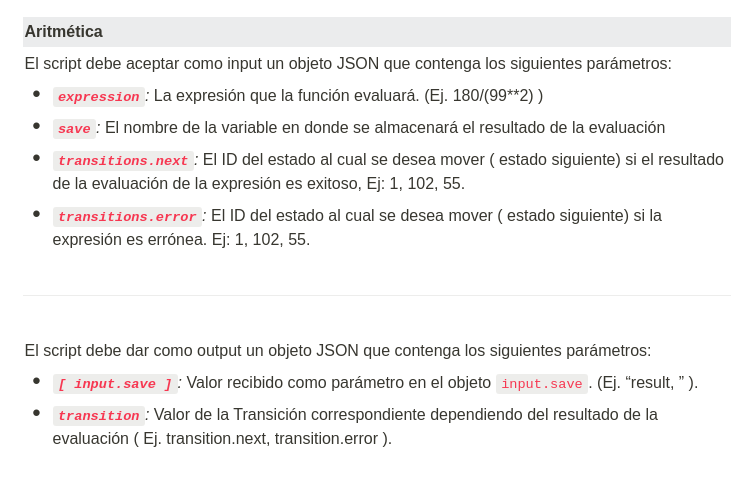 Aritmética
El script debe aceptar como input un objeto JSON que contenga los siguientes parámetros:
• expression: La expresión que la función evaluará. (Ej. 180/(99**2) )
• save: El nombre de la variable en donde se almacenará el resultado de la evaluación
• transitions.next: El ID del estado al cual se desea mover ( estado siguiente) si el resultado
de la evaluación de la expresión es exitoso, Ej: 1, 102, 55.
• transitions.error: El ID del estado al cual se desea mover ( estado siguiente) si la
expresión es errónea. Ej: 1, 102, 55.
El script debe dar como output un objeto JSON que contenga los siguientes parámetros:
• [ input.save ]: Valor recibido como parámetro en el objeto input.save. (Ej. “result, ” ).
• transition: Valor de la Transición correspondiente dependiendo del resultado de la
evaluación ( Ej. transition.next, transition.error ).